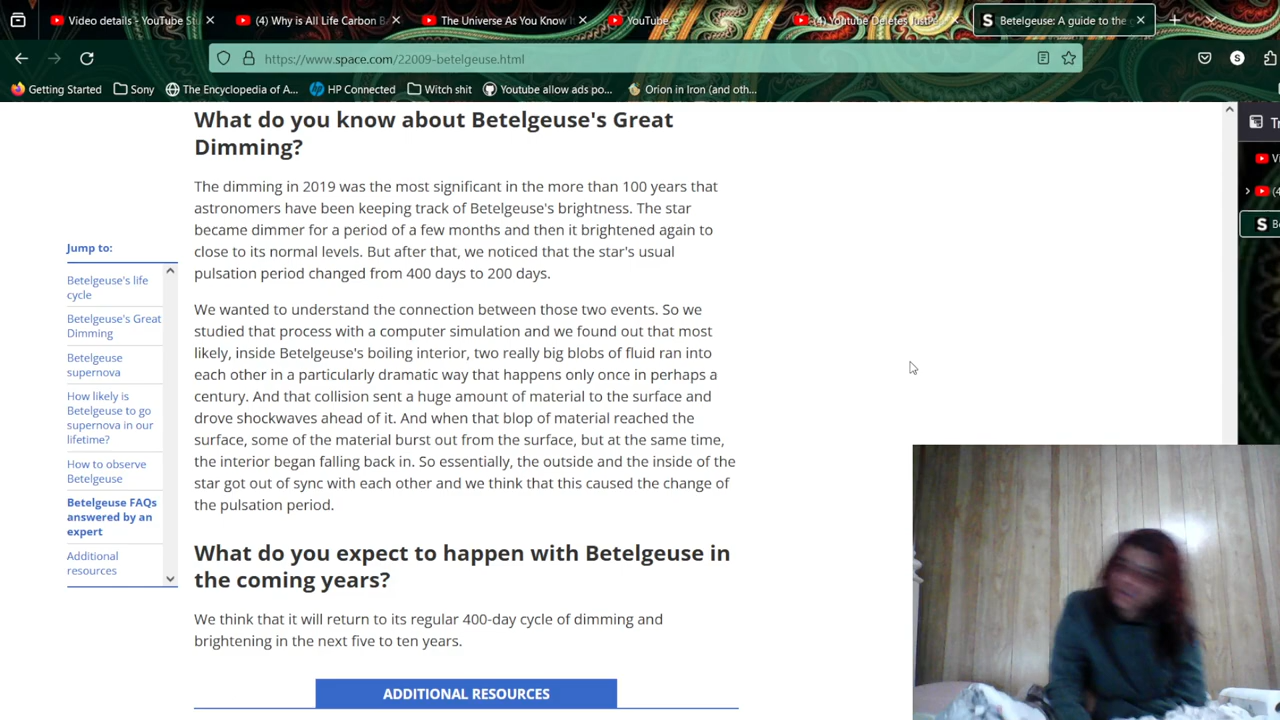 Video details - YouTube St
(4) Why is All Life Carbon B
The Universe As You Know I
YouTube
(4) Youtube Deletes JustPe
Betelgeuse: A guide to the
https://www.space.com/22009-betelgeuse.html
Getting Started
Sony
The Encyclopedia of A...
HP Connected
Witch shit
Youtube allow ads po...
Orion in Iron (and oth...
What do you know about Betelgeuse's Great
Dimming?
The dimming in 2019 was the most significant in the more than 100 years that
astronomers have been keeping track of Betelgeuse's brightness. The star
became dimmer for a period of a few months and then it brightened again to
close to its normal levels. But after that, we noticed that the star's usual
pulsation period changed from 400 days to 200 days.
We wanted to understand the connection between those two events. So we
studied that process with a computer simulation and we found out that most
likely, inside Betelgeuse's boiling interior, two really big blobs of fluid ran into
each other in a particularly dramatic way that happens only once in perhaps a
century. And that collision sent a huge amount of material to the surface and
drove shockwaves ahead of it. And when that blop of material reached the
surface, some of the material burst out from the surface, but at the same time,
the interior began falling back in. So essentially, the outside and the inside of the
star got out of sync with each other and we think that this caused the change of
the pulsation period.
What do you expect to happen with Betelgeuse in
the coming years?
We think that it will return to its regular 400-day cycle of dimming and
brightening in the next five to ten years.
ADDITIONAL RESOURCES
Jump to:
Betelgeuse's life
cycle
Betelgeuse's Great
Dimming
Betelgeuse
supernova
How likely is
Betelgeuse to go
supernova in our
lifetime?
How to observe
Betelgeuse
Betelgeuse FAQs
answered by an
expert
Additional
resources
Tr
Vi
(4
Be